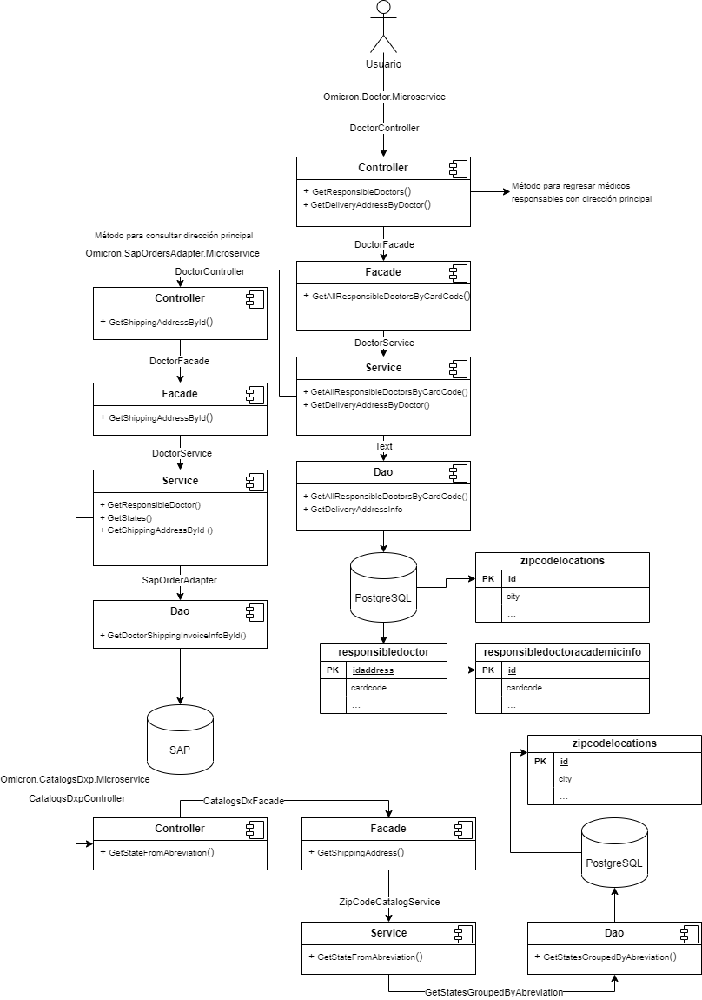 Usuario
Omicron.Doctor.Microservice
DoctorController
Controller
+ GetResponsibleDoctors()
+ GetDeliveryAddressByDoctor()
Método para regresar médicos
responsables con dirección principal
DoctorFacade
Facade
+ GetAllResponsibleDoctorsByCardCode()
DoctorService
Service
+ GetAllResponsibleDoctorsByCardCode()
+ GetDeliveryAddressByDoctor()
Text
Dao
+ GetAllResponsibleDoctorsByCardCode()
+ GetDeliveryAddressInfo
PostgreSQL
zipcodelocations
PK id
city
...
responsibledoctor
PK idaddress
cardcode
...
responsibledoctoracademicinfo
PK id
cardcode
...
Método para consultar dirección principal
Omicron.SapOrdersAdapter.Microservice
DoctorController
Controller
+ GetShippingAddressById()
DoctorFacade
Facade
+ GetShippingAddressById()
DoctorService
Service
+ GetResponsibleDoctor()
+ GetStates()
+ GetShippingAddressById ()
SapOrderAdapter
Dao
+ GetDoctorShippingInvoiceInfoById()
SAP
Omicron.CatalogsDxp.Microservice
CatalogsDxpController
Controller
+ GetStateFromAbreviation()
CatalogsDxFacade
Facade
+ GetShippingAddress()
ZipCodeCatalogService
Service
+ GetStateFromAbreviation()
GetStatesGroupedByAbreviation
Dao
+ GetStatesGroupedByAbreviation()
PostgreSQL
zipcodelocations
PK id
city
...